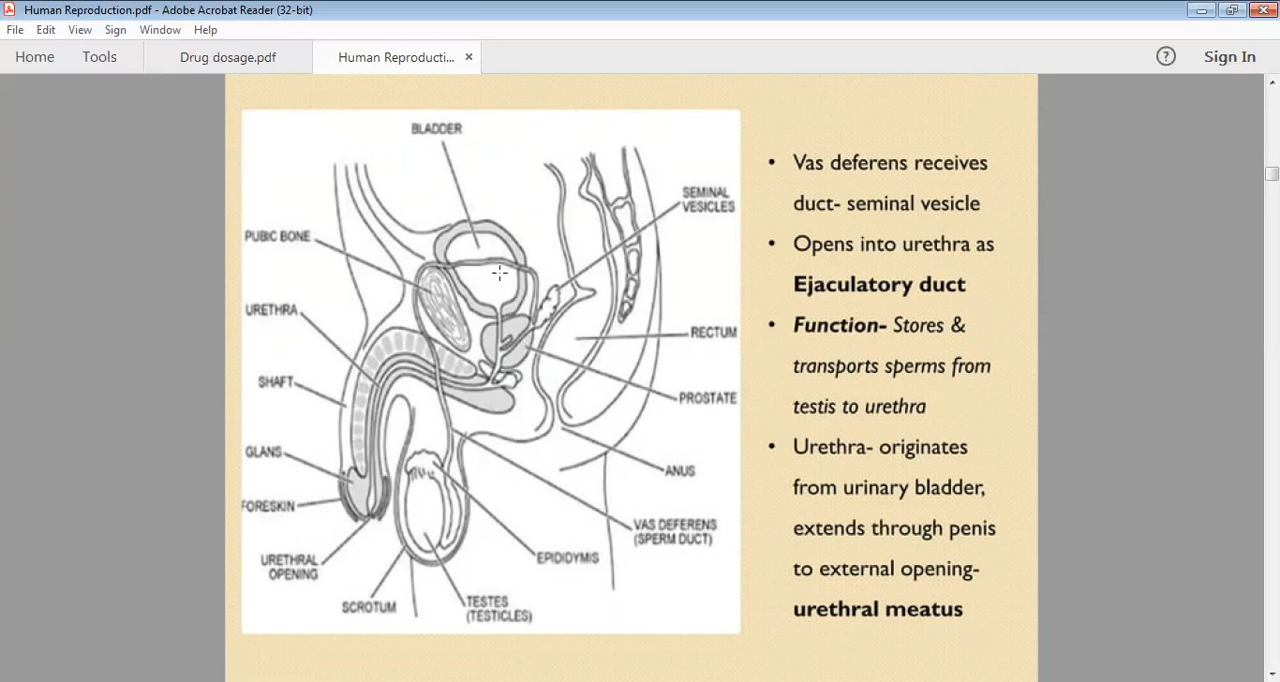 Human Reproduction.pdf - Adobe Acrobat Reader (32-bit)
File Edit View Sign Window Help
Home Tools Drug dosage.pdf Human Reproducti... × ? Sign In
BLADDER
SEMINAL
VESICLES
PUBIC BONE
URETHRA
RECTUM
SHAFT
PROSTATE
GLANS
ANUS
FORESKIN
VAS DEFERENS
(SPERM DUCT)
URETHRAL
OPENING
EPIDIDYMIS
SCROTUM
TESTES
(TESTICLES)
• Vas deferens receives
duct- seminal vesicle
• Opens into urethra as
Ejaculatory duct
• Function- Stores &
transports sperms from
testis to urethra
• Urethra- originates
from urinary bladder,
extends through penis
to external opening-
urethral meatus